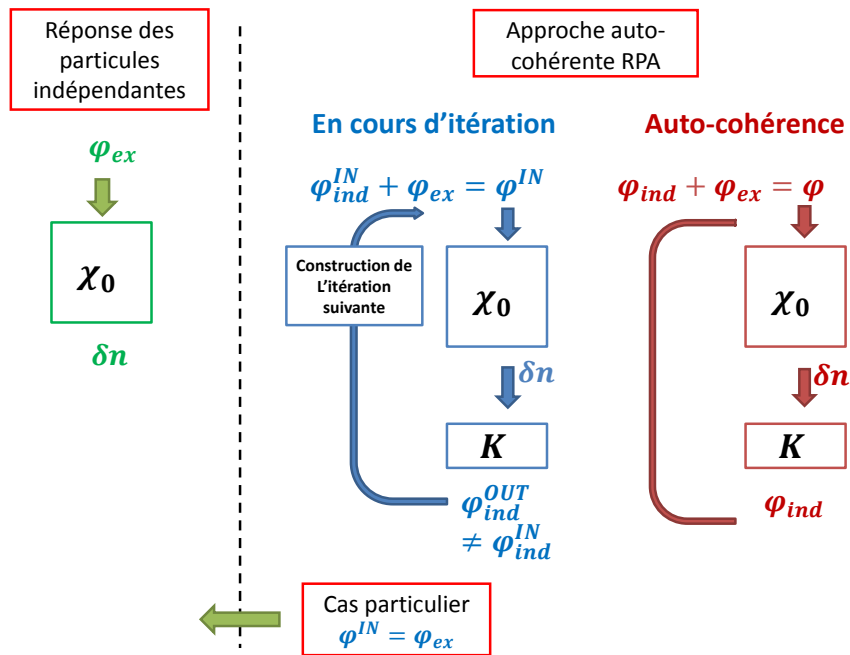 Réponse des
particules
indépendantes
φ_ex
χ_0
δn
Approche auto-
cohérente RPA
En cours d'itération
φ_ind^IN + φ_ex = φ^IN
Construction de
L'itération
suivante
χ_0
δn
K
φ_ind^OUT
≠ φ_ind^IN
Auto-cohérence
φ_ind + φ_ex = φ
χ_0
δn
K
φ_ind
Cas particulier
φ^IN = φ_ex